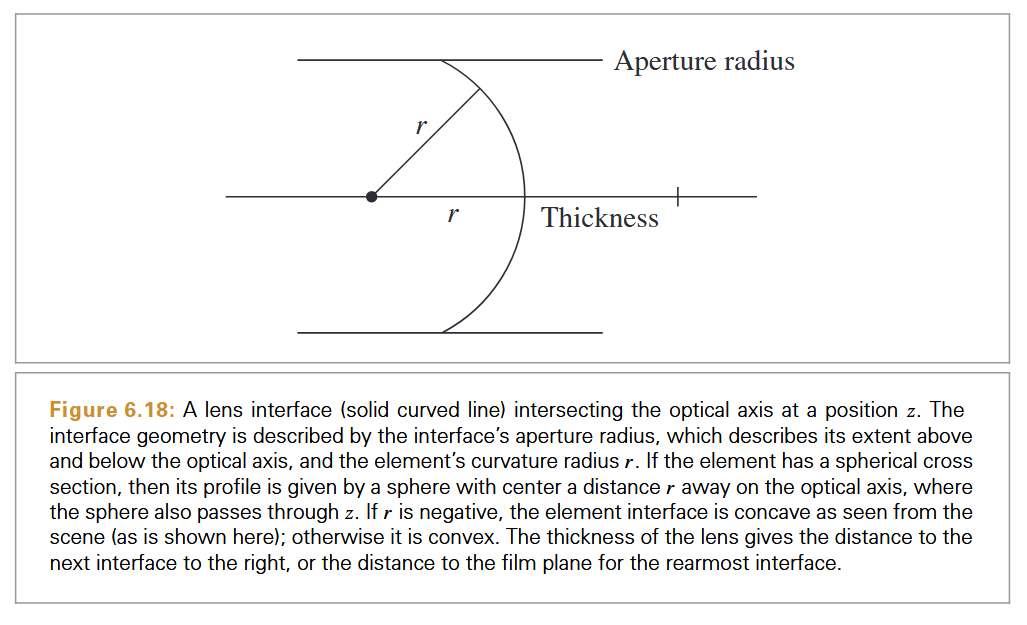 Aperture radius
r
r
Thickness
Figure 6.18: A lens interface (solid curved line) intersecting the optical axis at a position z. The
interface geometry is described by the interface’s aperture radius, which describes its extent above
and below the optical axis, and the element’s curvature radius r. If the element has a spherical cross
section, then its profile is given by a sphere with center a distance r away on the optical axis, where
the sphere also passes through z. If r is negative, the element interface is concave as seen from the
scene (as is shown here); otherwise it is convex. The thickness of the lens gives the distance to the
next interface to the right, or the distance to the film plane for the rearmost interface.